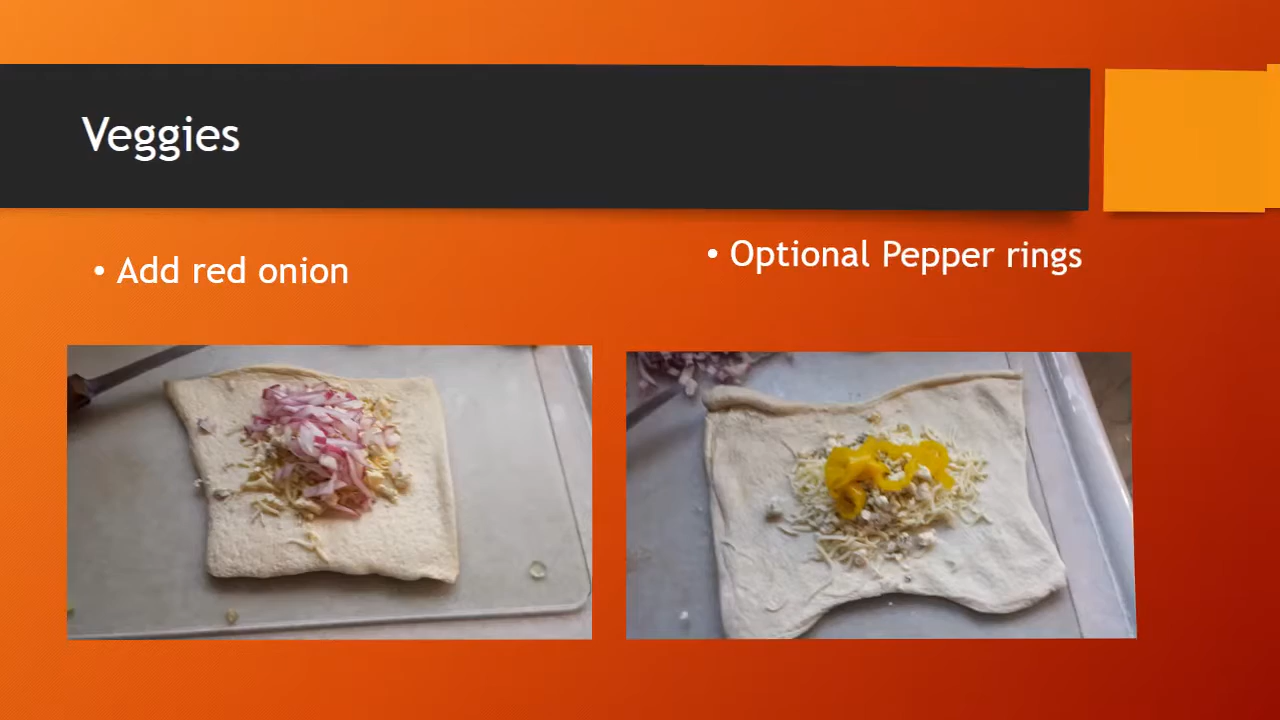 Veggies
• Add red onion
• Optional Pepper rings